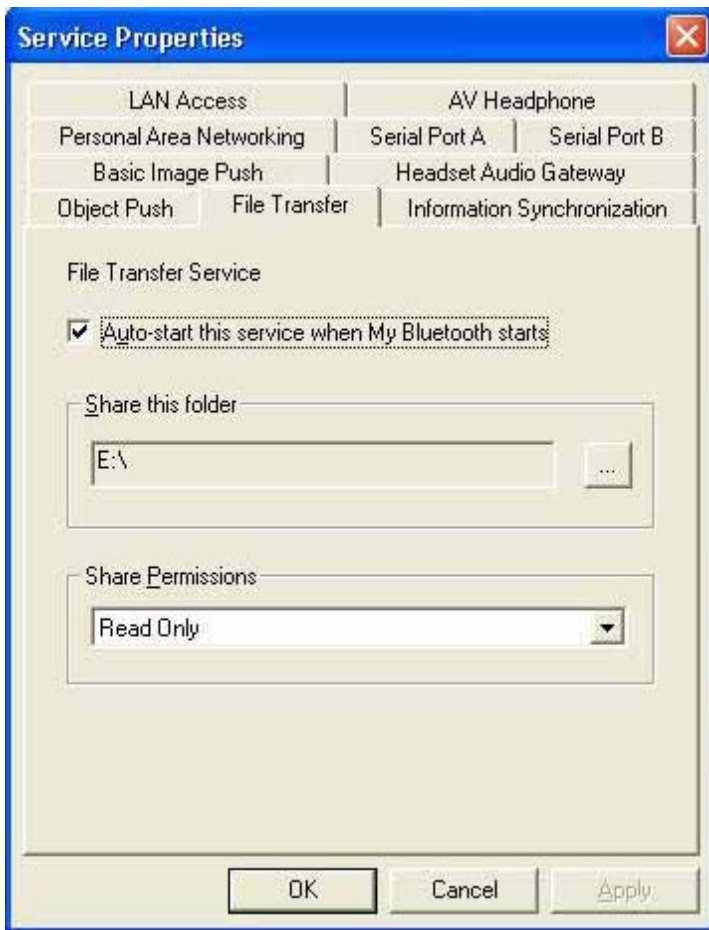 Service Properties
LAN Access AV Headphone
Personal Area Networking Serial Port A Serial Port B
Basic Image Push Headset Audio Gateway
Object Push File Transfer Information Synchronization
File Transfer Service
Auto-start this service when My Bluetooth starts
Share this folder
E:\
...
Share Permissions
Read Only
OK Cancel Apply